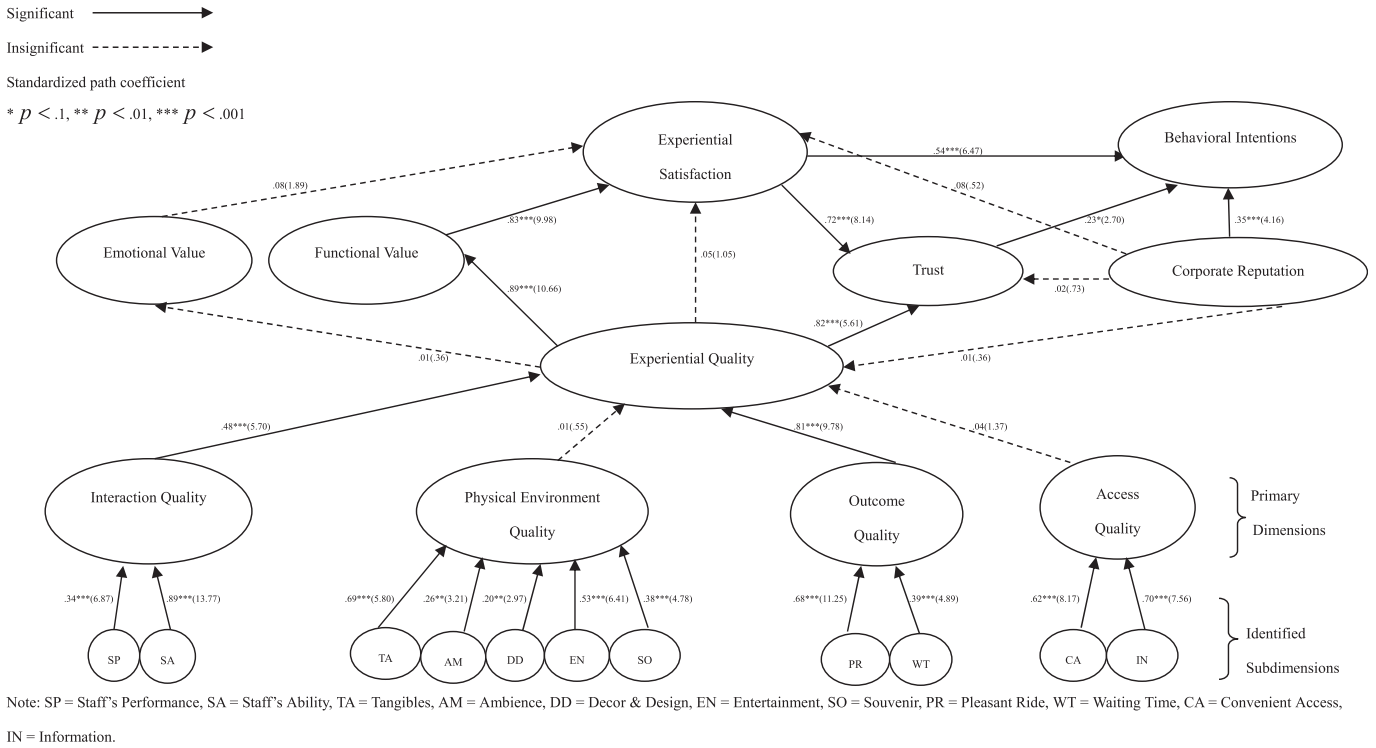 Significant
Insignificant
Standardized path coefficient
* p < .1, ** p < .01, *** p < .001
Experiential
Satisfaction
Behavioral Intentions
.54***(6.47)
.08(1.89)
.08(.52)
.83***(9.98)
.72***(8.14)
.23*(2.70)
.35***(4.16)
Emotional Value
Functional Value
.05(1.05)
Trust
Corporate Reputation
.89***(10.66)
.02(.73)
.82***(5.61)
.01(.36)
Experiential Quality
.01(.36)
.48***(5.70)
.01(.55)
.81***(9.78)
.04(1.37)
Interaction Quality
Physical Environment
Quality
Outcome
Quality
Access
Quality
Primary
Dimensions
.34***(6.87)
.89***(13.77)
.69***(5.80)
.26**(3.21)
.20**(2.97)
.53***(6.41)
.38***(4.78)
.68***(11.25)
.39***(4.89)
.62***(8.17)
.70***(7.56)
SP
SA
TA
AM
DD
EN
SO
PR
WT
CA
IN
Identified
Subdimensions
Note: SP = Staff's Performance, SA = Staff's Ability, TA = Tangibles, AM = Ambience, DD = Decor & Design, EN = Entertainment, SO = Souvenir, PR = Pleasant Ride, WT = Waiting Time, CA = Convenient Access,
IN = Information.